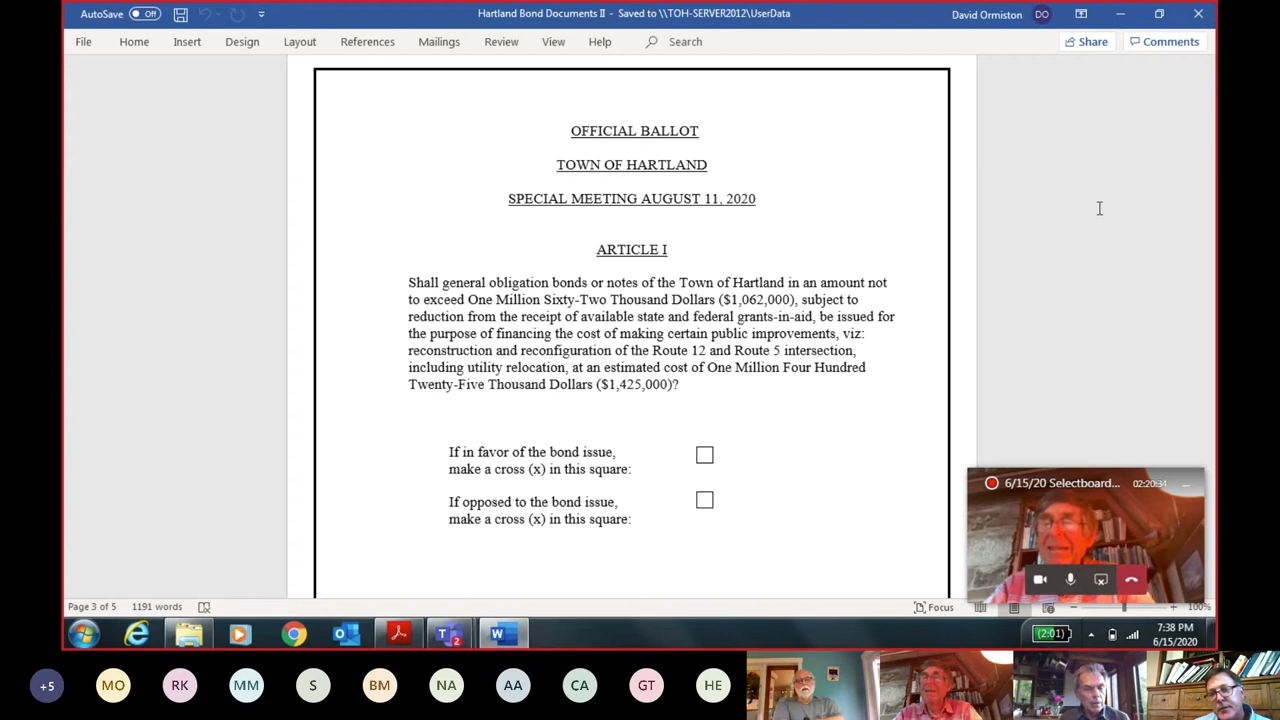 AutoSave Off
Hartland Bond Documents II - Saved to \\TOH-SERVER2012\UserData
David Ormiston DO
File Home Insert Design Layout References Mailings Review View Help Search
Share Comments
OFFICIAL BALLOT
TOWN OF HARTLAND
SPECIAL MEETING AUGUST 11, 2020
ARTICLE I
Shall general obligation bonds or notes of the Town of Hartland in an amount not
to exceed One Million Sixty-Two Thousand Dollars ($1,062,000), subject to
reduction from the receipt of available state and federal grants-in-aid, be issued for
the purpose of financing the cost of making certain public improvements, viz:
reconstruction and reconfiguration of the Route 12 and Route 5 intersection,
including utility relocation, at an estimated cost of One Million Four Hundred
Twenty-Five Thousand Dollars ($1,425,000)?
If in favor of the bond issue,
make a cross (x) in this square:
If opposed to the bond issue,
make a cross (x) in this square:
6/15/20 Selectboard... 02:20:34
Page 3 of 5 1191 words
Focus
100%
2
W
(2:01)
7:38 PM
6/15/2020
+5 MO RK MM S BM NA AA CA GT HE